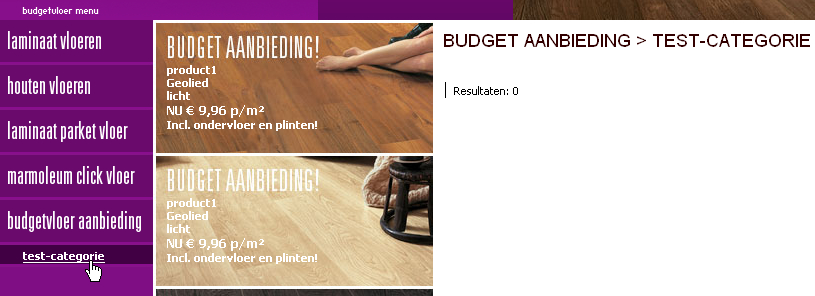 budgetvloer menu
laminaat vloeren
houten vloeren
laminaat parket vloer
marmoleum click vloer
budgetvloer aanbieding
test-categorie
BUDGET AANBIEDING!
product1
Geolied
licht
NU € 9,96 p/m²
Incl. ondervloer en plinten!
BUDGET AANBIEDING!
product1
Geolied
licht
NU € 9,96 p/m²
Incl. ondervloer en plinten!
BUDGET AANBIEDING > TEST-CATEGORIE
Resultaten: 0